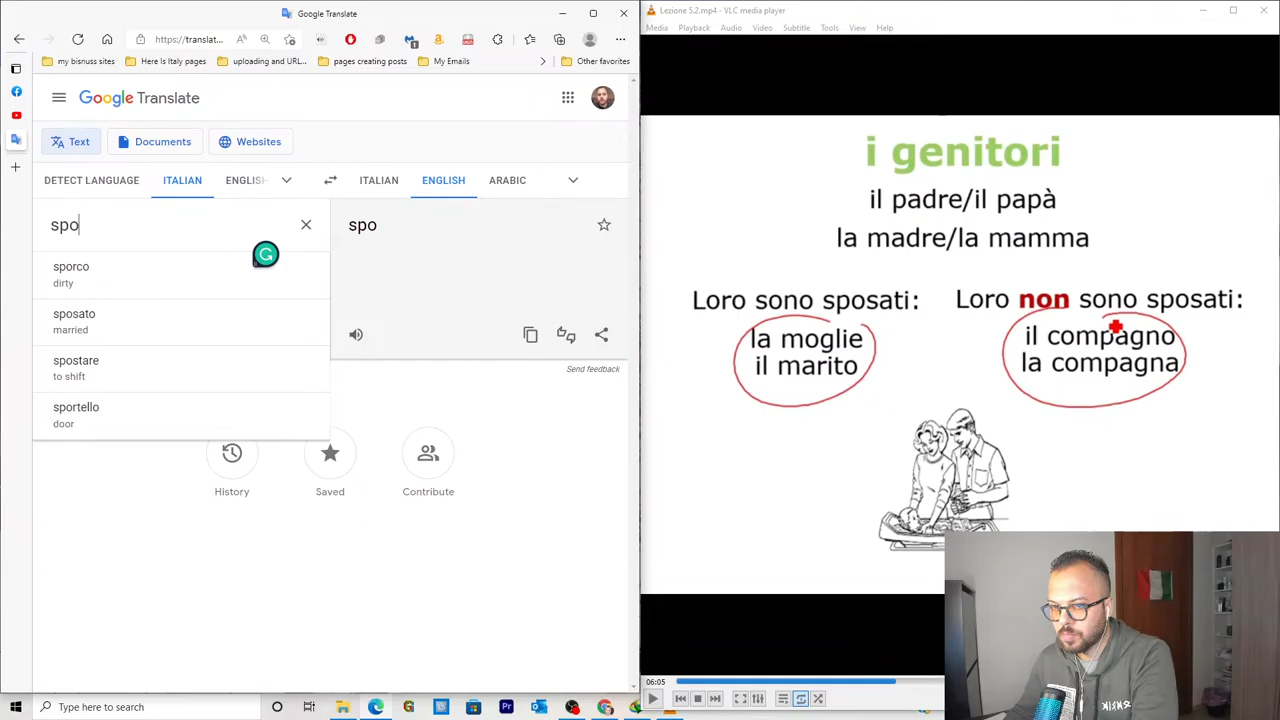 Google Translate
https://translat...
my bisnuss sites
Here Is Italy pages
uploading and URL...
pages creating posts
My Emails
Other favorites
Google Translate
Text
Documents
Websites
DETECT LANGUAGE
ITALIAN
ENGLISH
ITALIAN
ENGLISH
ARABIC
spo
spo
sporco
dirty
sposato
married
spostare
to shift
sportello
door
Send feedback
History
Saved
Contribute
Type here to search
Lezione 5.2.mp4 - VLC media player
Media
Playback
Audio
Video
Subtitle
Tools
View
Help
i genitori
il padre/il papà
la madre/la mamma
Loro sono sposati:
la moglie
il marito
Loro non sono sposati:
il compagno
la compagna
06:05